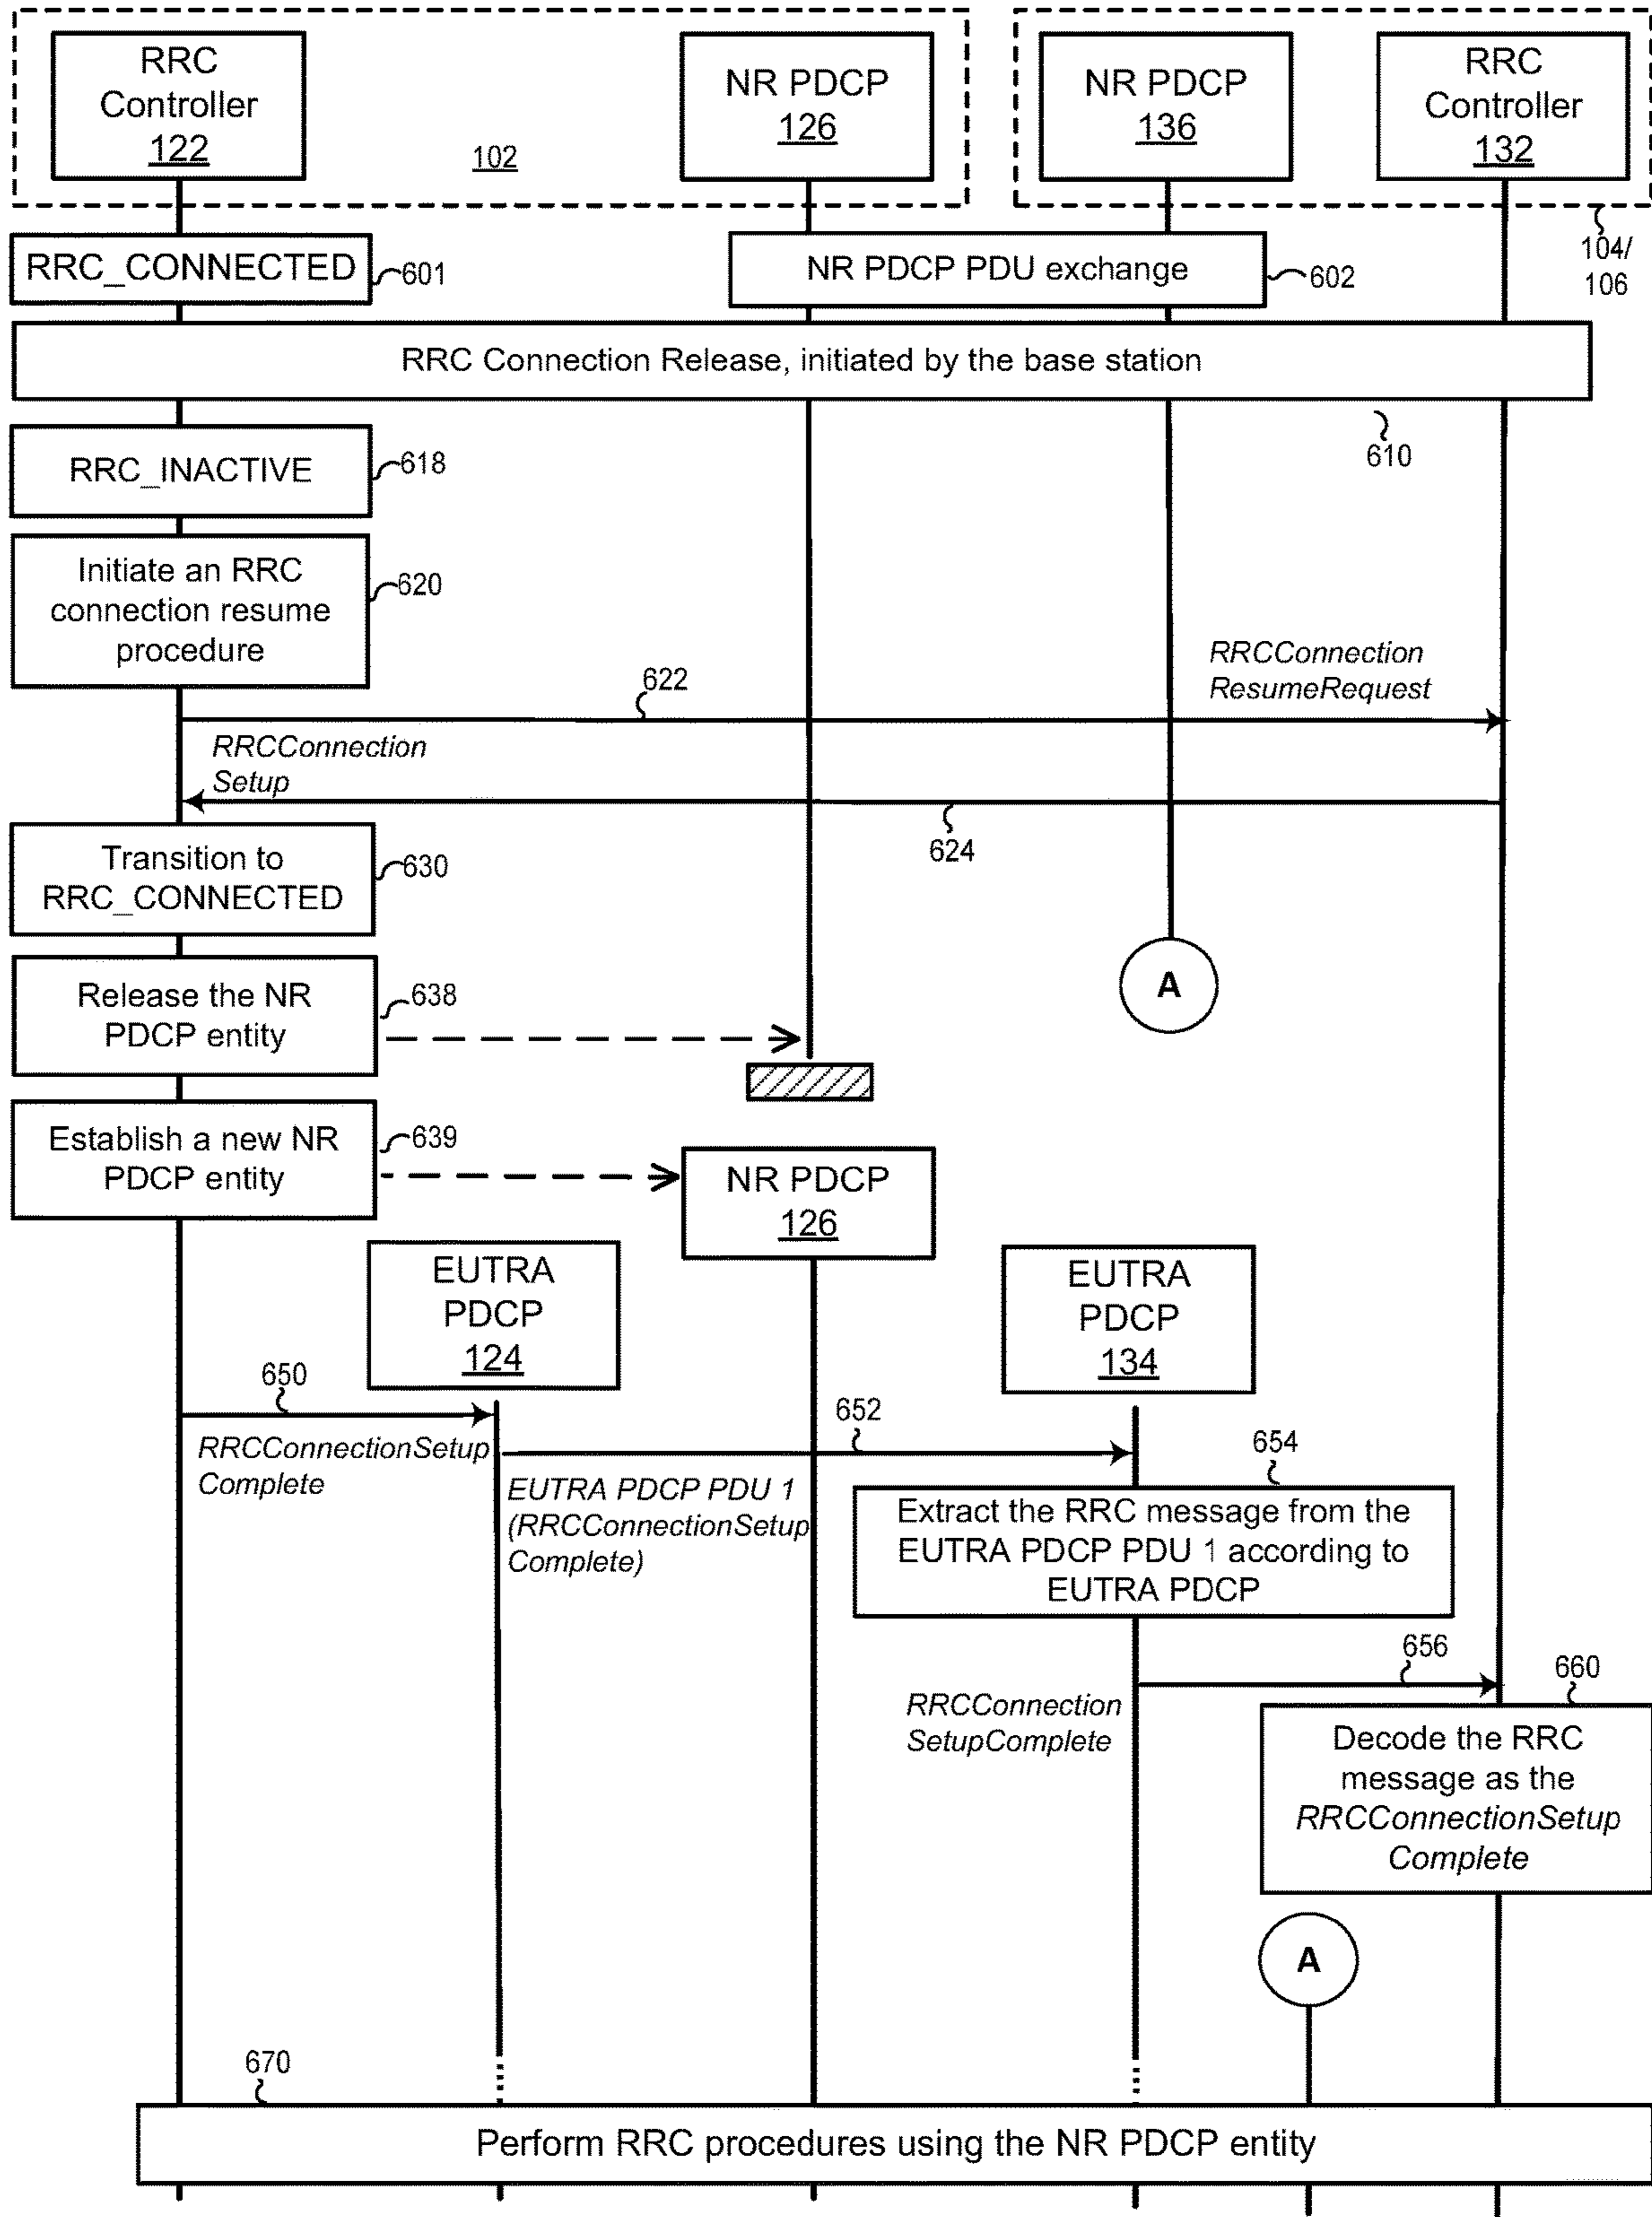 RRC
Controller
122
102
NR PDCP
126
NR PDCP
136
RRC
Controller
132
104/
106
RRC_CONNECTED
601
NR PDCP PDU exchange
602
RRC Connection Release, initiated by the base station
610
RRC_INACTIVE
618
Initiate an RRC
connection resume
procedure
620
622
RRCConnection
ResumeRequest
RRCConnection
Setup
624
Transition to
RRC_CONNECTED
630
A
Release the NR
PDCP entity
638
Establish a new NR
PDCP entity
639
NR PDCP
126
EUTRA
PDCP
124
EUTRA
PDCP
134
650
RRCConnectionSetup
Complete
652
EUTRA PDCP PDU 1
(RRCConnectionSetup
Complete)
654
Extract the RRC message from the
EUTRA PDCP PDU 1 according to
EUTRA PDCP
656
RRCConnection
SetupComplete
660
Decode the RRC
message as the
RRCConnectionSetup
Complete
A
670
Perform RRC procedures using the NR PDCP entity